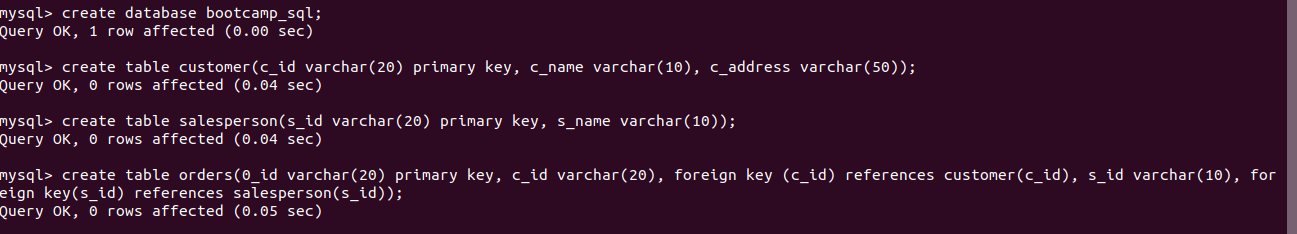 mysql> create database bootcamp_sql;
Query OK, 1 row affected (0.00 sec)
mysql> create table customer(c_id varchar(20) primary key, c_name varchar(10), c_address varchar(50));
Query OK, 0 rows affected (0.04 sec)
mysql> create table salesperson(s_id varchar(20) primary key, s_name varchar(10));
Query OK, 0 rows affected (0.04 sec)
mysql> create table orders(0_id varchar(20) primary key, c_id varchar(20), foreign key (c_id) references customer(c_id), s_id varchar(10), for
eign key(s_id) references salesperson(s_id));
Query OK, 0 rows affected (0.05 sec)